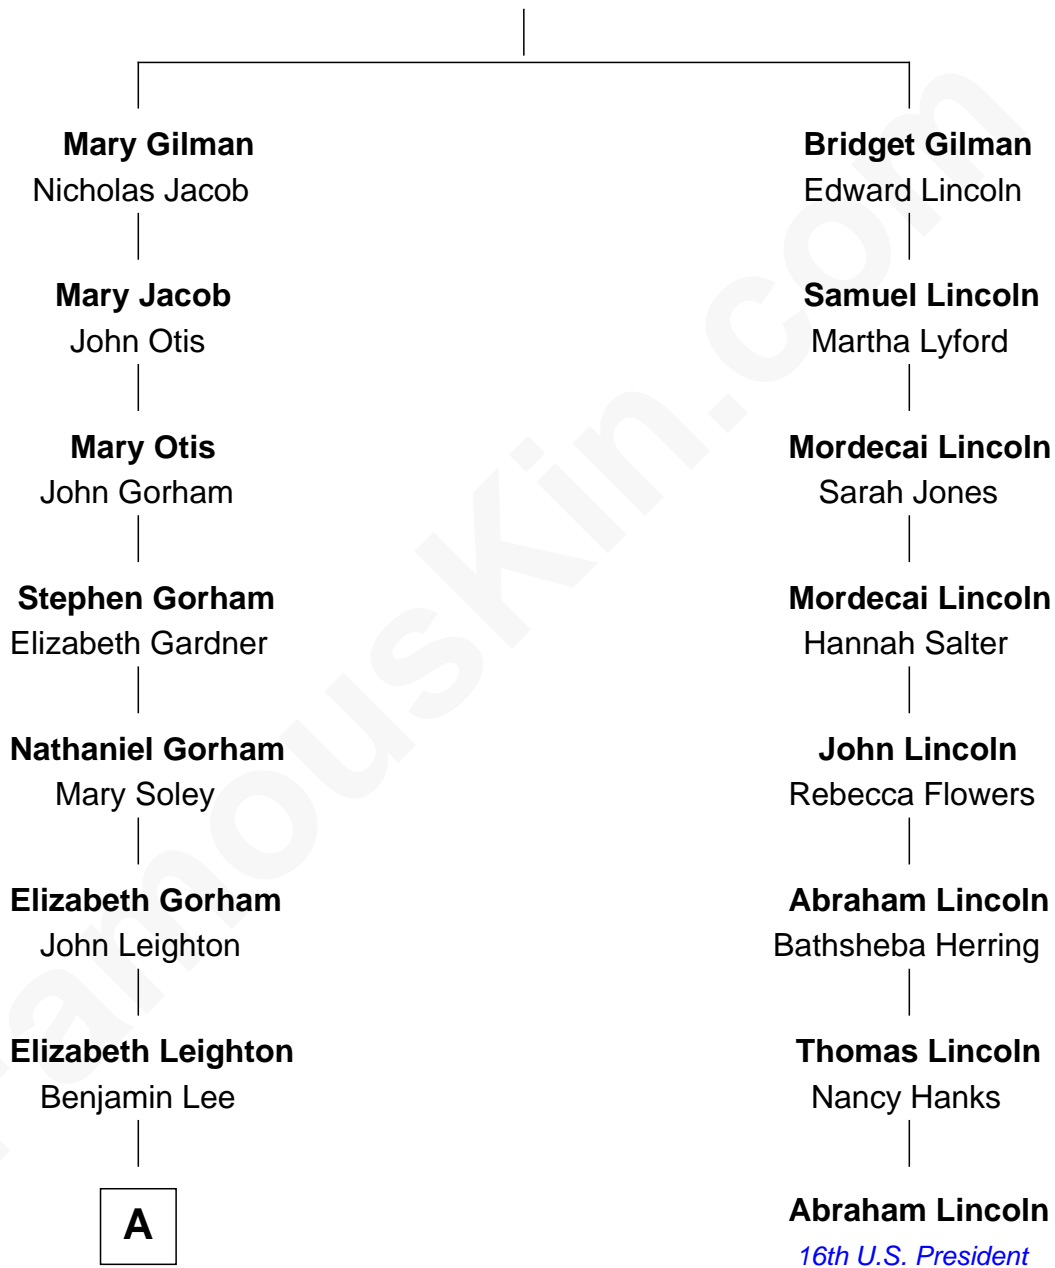 Mary Gilman
Nicholas Jacob
Mary Jacob
John Otis
Mary Otis
John Gorham
Stephen Gorham
Elizabeth Gardner
Nathaniel Gorham
Mary Soley
Elizabeth Gorham
John Leighton
Elizabeth Leighton
Benjamin Lee
A
Bridget Gilman
Edward Lincoln
Samuel Lincoln
Martha Lyford
Mordecai Lincoln
Sarah Jones
Mordecai Lincoln
Hannah Salter
John Lincoln
Rebecca Flowers
Abraham Lincoln
Bathsheba Herring
Thomas Lincoln
Nancy Hanks
Abraham Lincoln
16th U.S. President
FamousKin.com